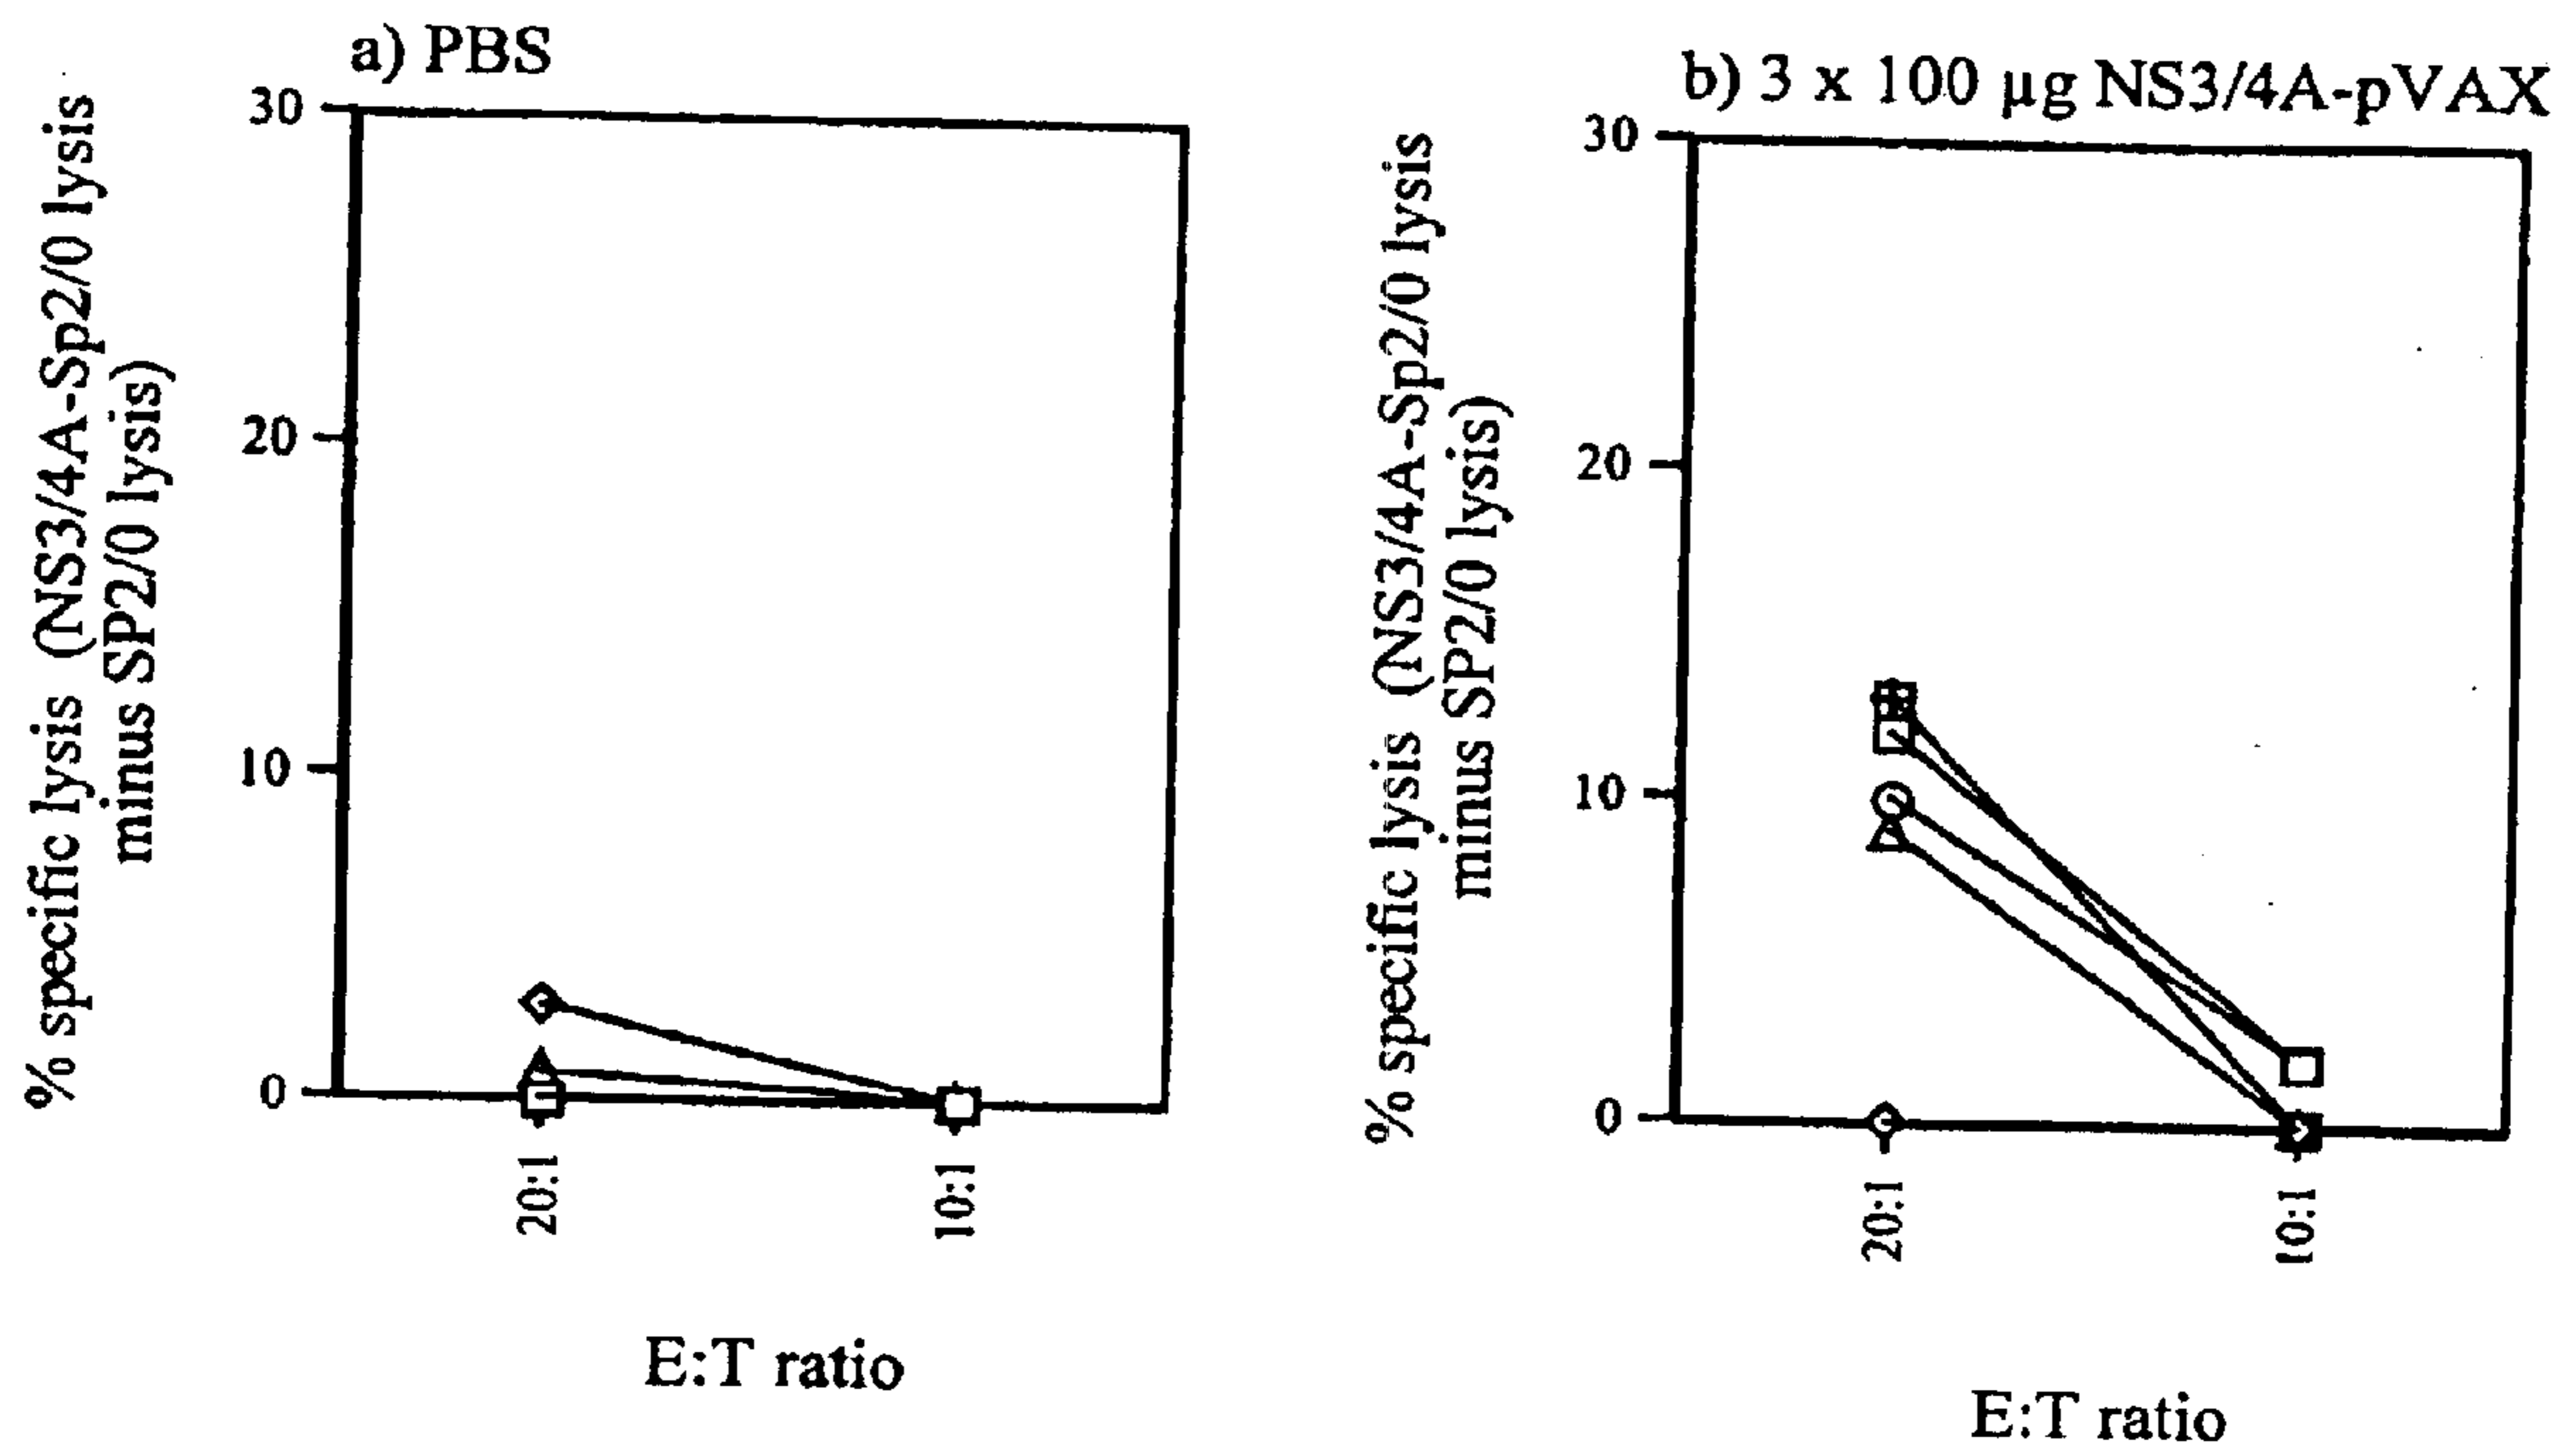 a) PBS
% specific lysis (NS3/4A-Sp2/0 lysis
minus SP2/0 lysis)
30
20
10
0
20:1
10:1
E:T ratio
b) 3 x 100 µg NS3/4A-pVAX
% specific lysis (NS3/4A-Sp2/0 lysis
minus SP2/0 lysis)
30
20
10
0
20:1
10:1
E:T ratio